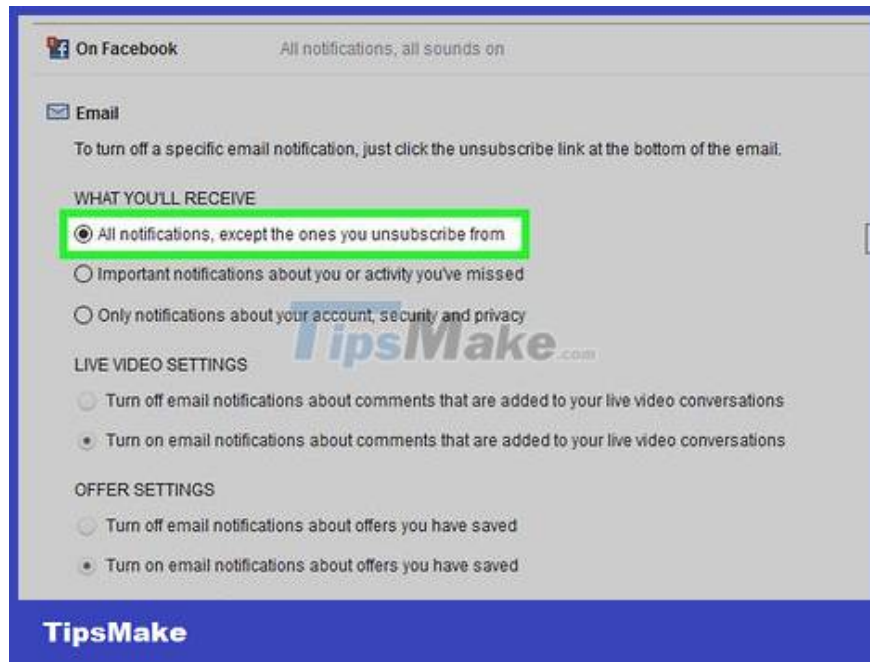 On Facebook All notifications, all sounds on
Email
To turn off a specific email notification, just click the unsubscribe link at the bottom of the email.
WHAT YOU'LL RECEIVE
All notifications, except the ones you unsubscribe from
Important notifications about you or activity you've missed
Only notifications about your account, security and privacy
TipsMake.com
LIVE VIDEO SETTINGS
Turn off email notifications about comments that are added to your live video conversations
Turn on email notifications about comments that are added to your live video conversations
OFFER SETTINGS
Turn off email notifications about offers you have saved
Turn on email notifications about offers you have saved
TipsMake